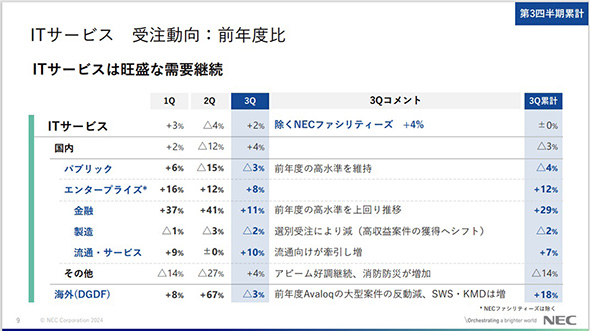 第3四半期累計
ITサービス 受注動向：前年度比
ITサービスは旺盛な需要継続
1Q 2Q 3Q 3Qコメント 3Q累計
ITサービス +3% △4% +2% 除くNECファシリティーズ +4% ±0%
国内 +2% △12% +4% △3%
パブリック +6% △15% △3% 前年度の高水準を維持 △4%
エンタープライズ* +16% +12% +8% +12%
金融 +37% +41% +11% 前年度の高水準を上回り推移 +29%
製造 △1% △3% △2% 選別受注により減（高収益案件の獲得へシフト） △2%
流通・サービス +9% ±0% +10% 流通向けが牽引し増 +7%
その他 △14% △27% +4% アビーム好調継続、消防防災が増加 △14%
海外(DGDF) +8% +67% △2% 前年度Avaloqの大型案件の反動減、SWS・KMDは増 +18%
* NECファシリティーズは除く
9 © NEC Corporation 2024 \Orchestrating a brighter world NEC